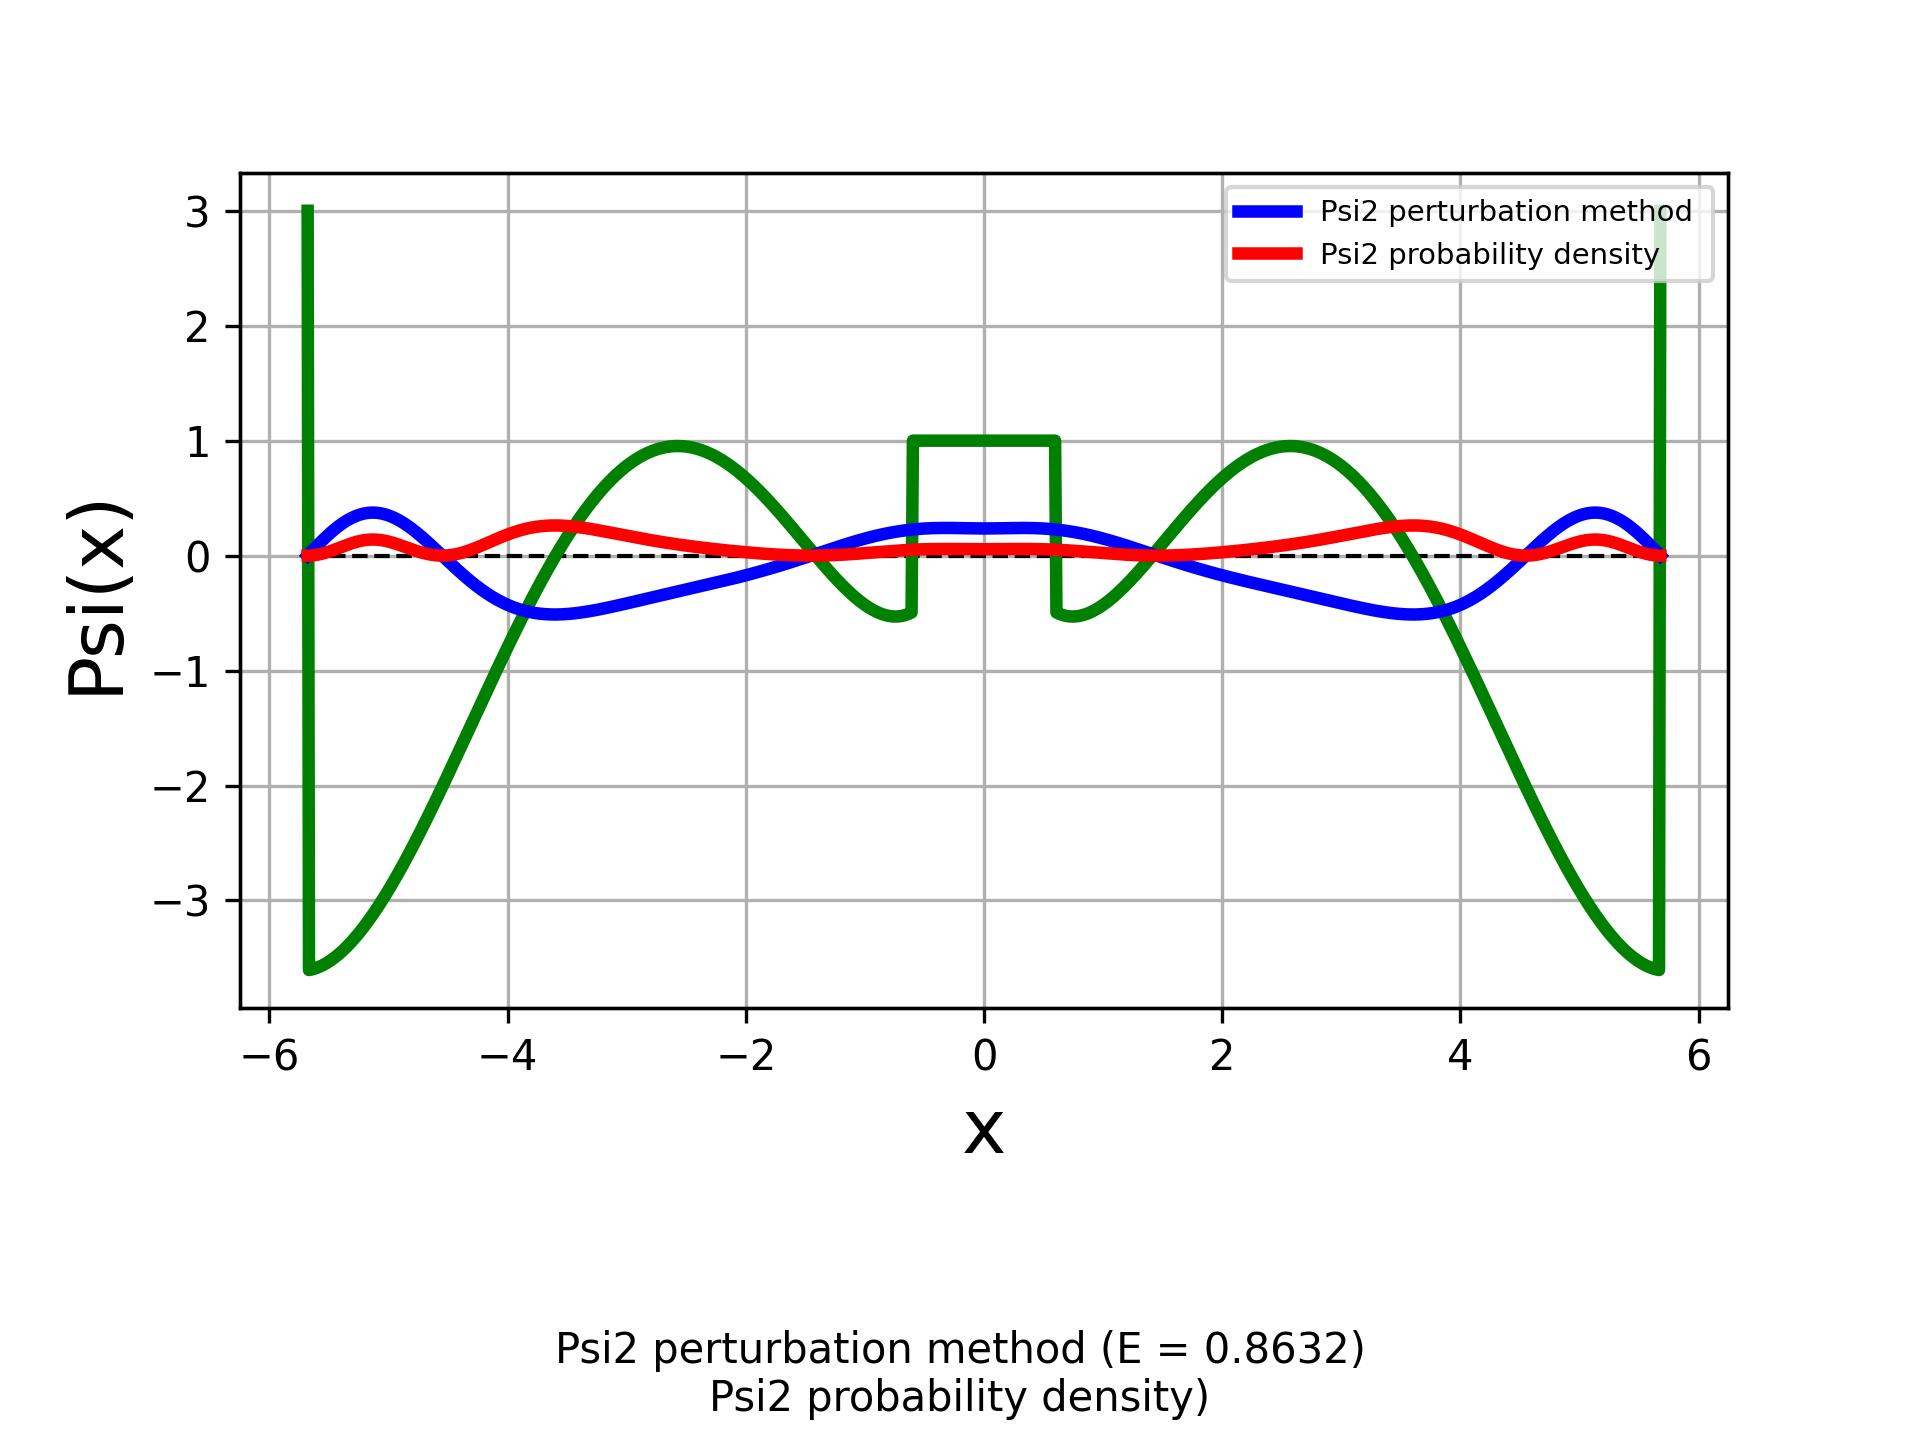 Psi(x)
3
2
1
0
−1
−2
−3
Psi2 perturbation method
Psi2 probability density
−6 −4 −2 0 2 4 6
x
Psi2 perturbation method (E = 0.8632)
Psi2 probability density)